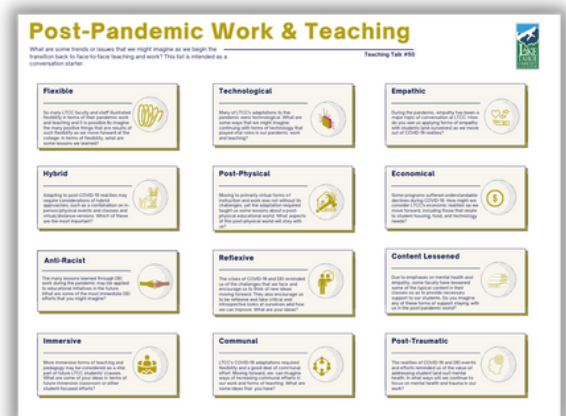 Post-Pandemic Work & Teaching
What are some trends or issues that we might imagine as we begin the
transition back to face-to-face teaching and work? This list is intended as a
conversation starter.
Teaching Talk #50
LAKE
TAHOE
Flexible
So many LTCC faculty and staff illustrated
flexibility in terms of their pandemic work
and teaching and it is possible to imagine
the many positive things that are results of
such flexibility as we move forward at the
college in terms of flexibility, what are
some lessons we learned?
Technological
Many of LTCC's adaptations to the
pandemic were technological. What are
some ways that we might imagine
continuing with forms of technology that
played vital roles in our pandemic work
and teaching?
Empathic
During the pandemic, empathy has been a
major topic of conversation at LTCC. How
do you see us applying forms of empathy
with students (and ourselves) as we move
out of COVID-19 realities?
Hybrid
Adapting to post COVID-19 realities may
require considerations of hybrid
approaches, such as a combination on in-
person/physical events and classes and
virtual/distance versions. Which of these
are the most important?
Post-Physical
Moving to primarily virtual forms of
instruction and work was not without its
challenges, yet the adaptation required
taught us some lessons about a post-
physical educational world. What aspects
of this post-physical world will stay with
us?
Economical
Some programs suffered understandable
declines during COVID-19. How might we
consider LTCC's economic realities as we
move forward, including those that relate
to student housing, food, and technology
needs?
Anti-Racist
The many lessons learned through DEI
work during the pandemic may be applied
to educational initiatives in the future.
What are some of the most immediate DEI
efforts that you might imagine?
Reflexive
The crises of COVID-19 and DEI reminded
us of the challenges that we face and
encourage us to think of new ideas
moving forward. They also encourage us
to be reflexive and take critical and
introspective looks at ourselves and how
we can improve. What are your ideas?
Content Lessened
Due to emphases on mental health and
empathy, some faculty have lessened
some of the typical content in their
classes so as to provide necessary
support to our students. Do you imagine
any of these forms of support staying with
us in the post-pandemic world?
Immersive
More immersive forms of teaching and
pedagogy may be considered as a vital
part of future LTCC students' classes.
What are some of your ideas in terms of
future immersive classroom or other
student-focused efforts?
Communal
LTCC's COVID-19 adaptations required
flexibility and a good deal of communal
effort. Moving forward, we can imagine
ways of increasing communal efforts in
our work and forms of teaching. What are
some ideas that you have?
Post-Traumatic
The realities of COVID-19 and DEI events
and efforts reminded us of the value of
addressing student (and our) mental
health. In what ways will we continue to
focus on mental health and trauma in our
work?